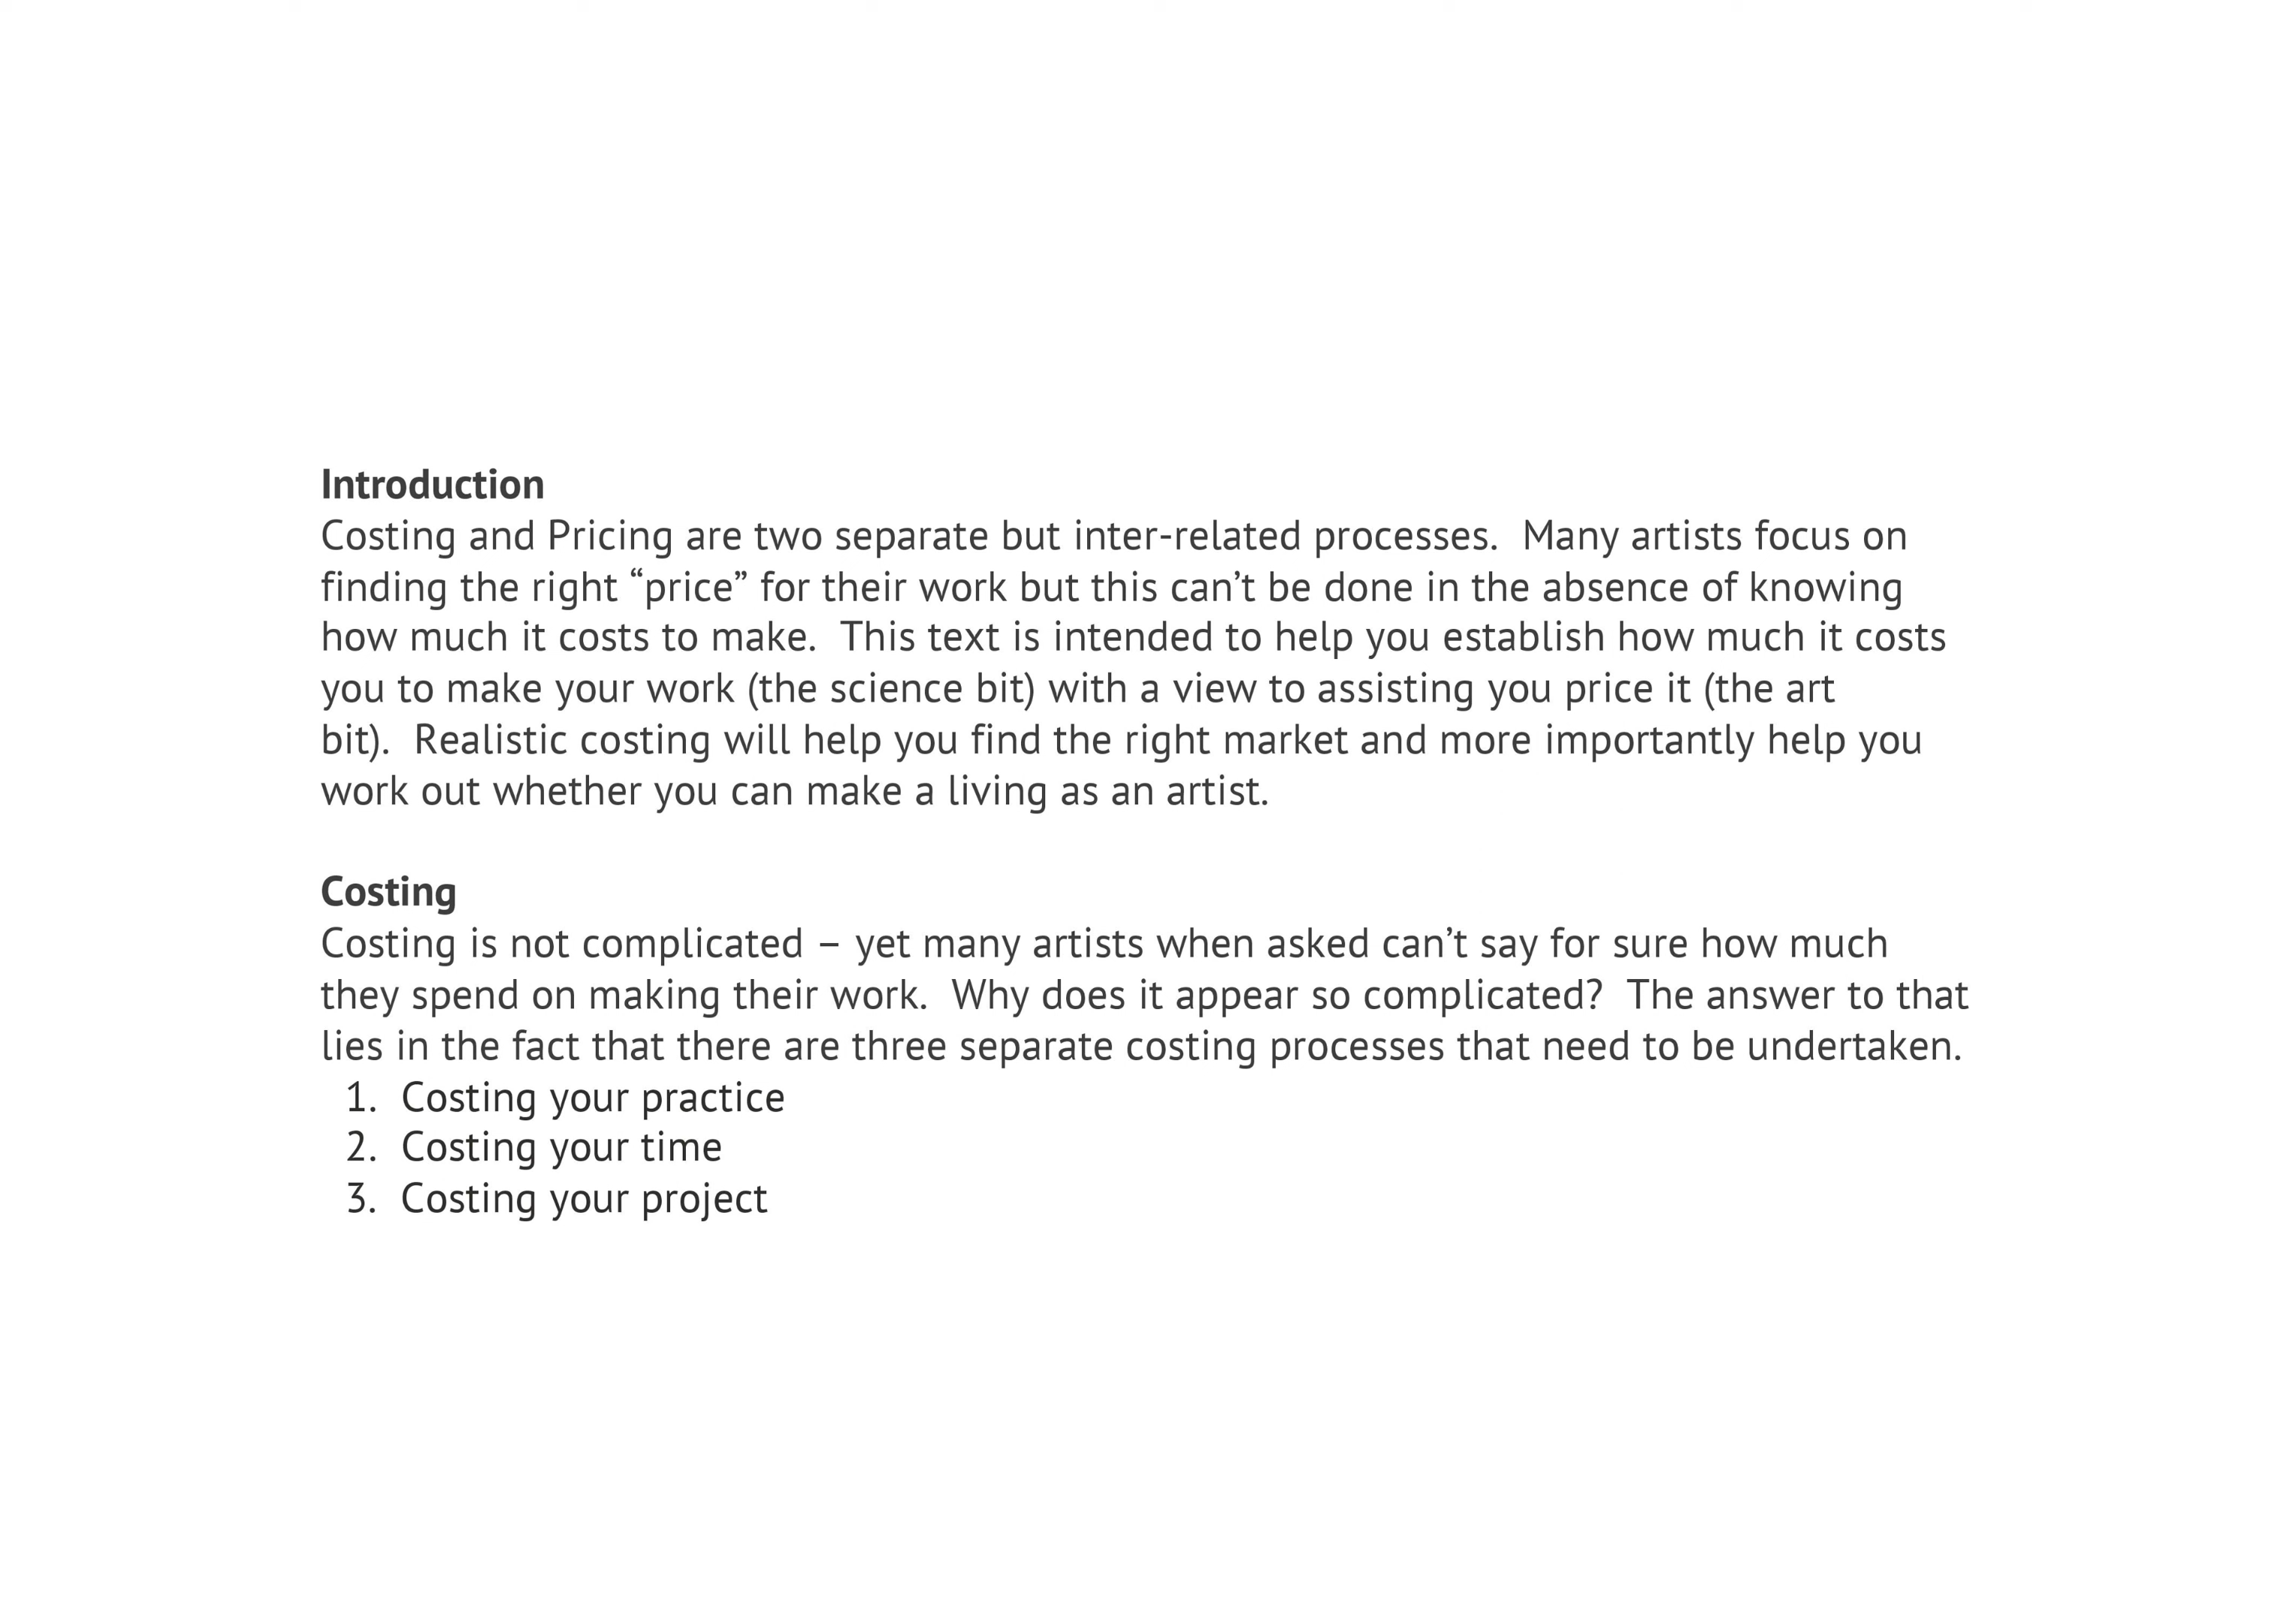 Introduction
Costing and Pricing are two separate but inter-related processes.  Many artists focus on
finding the right “price” for their work but this can’t be done in the absence of knowing
how much it costs to make.  This text is intended to help you establish how much it costs
you to make your work (the science bit) with a view to assisting you price it (the art
bit).  Realistic costing will help you find the right market and more importantly help you
work out whether you can make a living as an artist.
Costing
Costing is not complicated – yet many artists when asked can’t say for sure how much
they spend on making their work.  Why does it appear so complicated?  The answer to that
lies in the fact that there are three separate costing processes that need to be undertaken.
1. Costing your practice
2. Costing your time
3. Costing your project